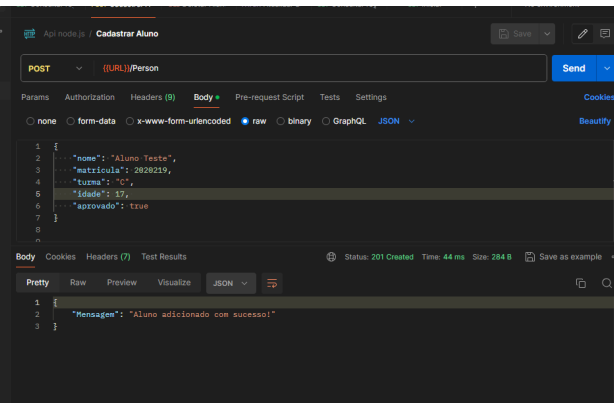 Api node.js / Cadastrar Aluno
Save
POST
{{URL}}/Person
Send
Params Authorization Headers (9) Body Pre-request Script Tests Settings Cookies
none form-data x-www-form-urlencoded raw binary GraphQL JSON Beautify
1 {
2 "nome": "Aluno Teste",
3 "matricula": 2020219,
4 "turma": "C",
5 "idade": 17,
6 "aprovado": true
7 }
8
Body Cookies Headers (7) Test Results Status: 201 Created Time: 44 ms Size: 284 B Save as example
Pretty Raw Preview Visualize JSON
1 {
2 "Mensagem": "Aluno adicionado com sucesso!"
3 }